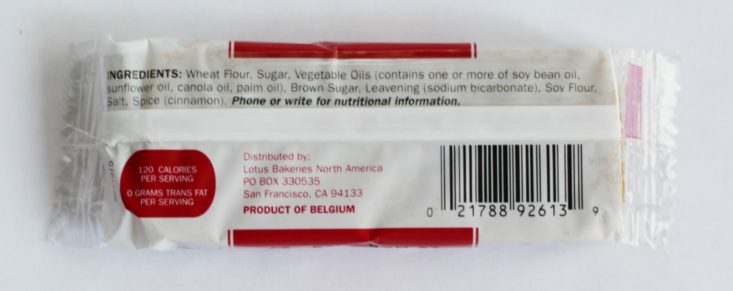 INGREDIENTS: Wheat Flour, Sugar, Vegetable Oils (contains one or more of soy bean oil,
sunflower oil, canola oil, palm oil), Brown Sugar, Leavening (sodium bicarbonate), Soy Flour,
Salt, Spice (cinnamon). Phone or write for nutritional information.
120 CALORIES
PER SERVING
0 GRAMS TRANS FAT
PER SERVING
Distributed by:
Lotus Bakeries North America
PO BOX 330535
San Francisco, CA 94133
PRODUCT OF BELGIUM
0 21788 92613 9